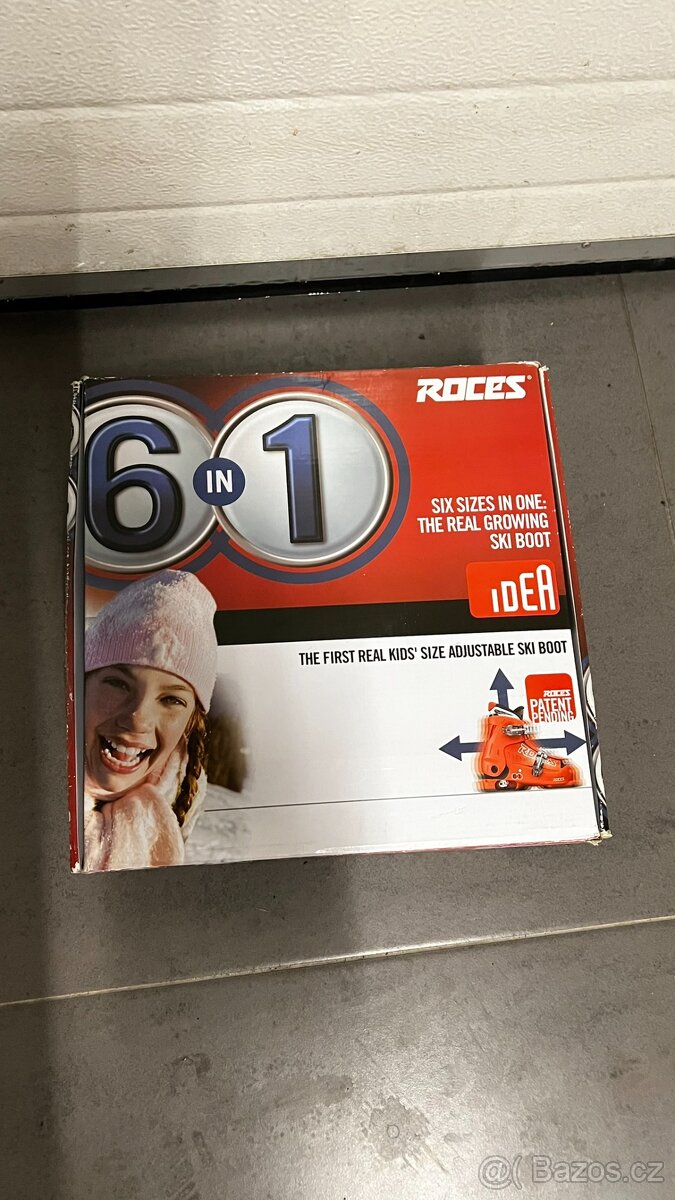 ROCES®
6 IN 1
SIX SIZES IN ONE:
THE REAL GROWING
SKI BOOT
IDEA
THE FIRST REAL KIDS' SIZE ADJUSTABLE SKI BOOT
ROCES
PATENT
PENDING
ROCES
@( Bazos.cz